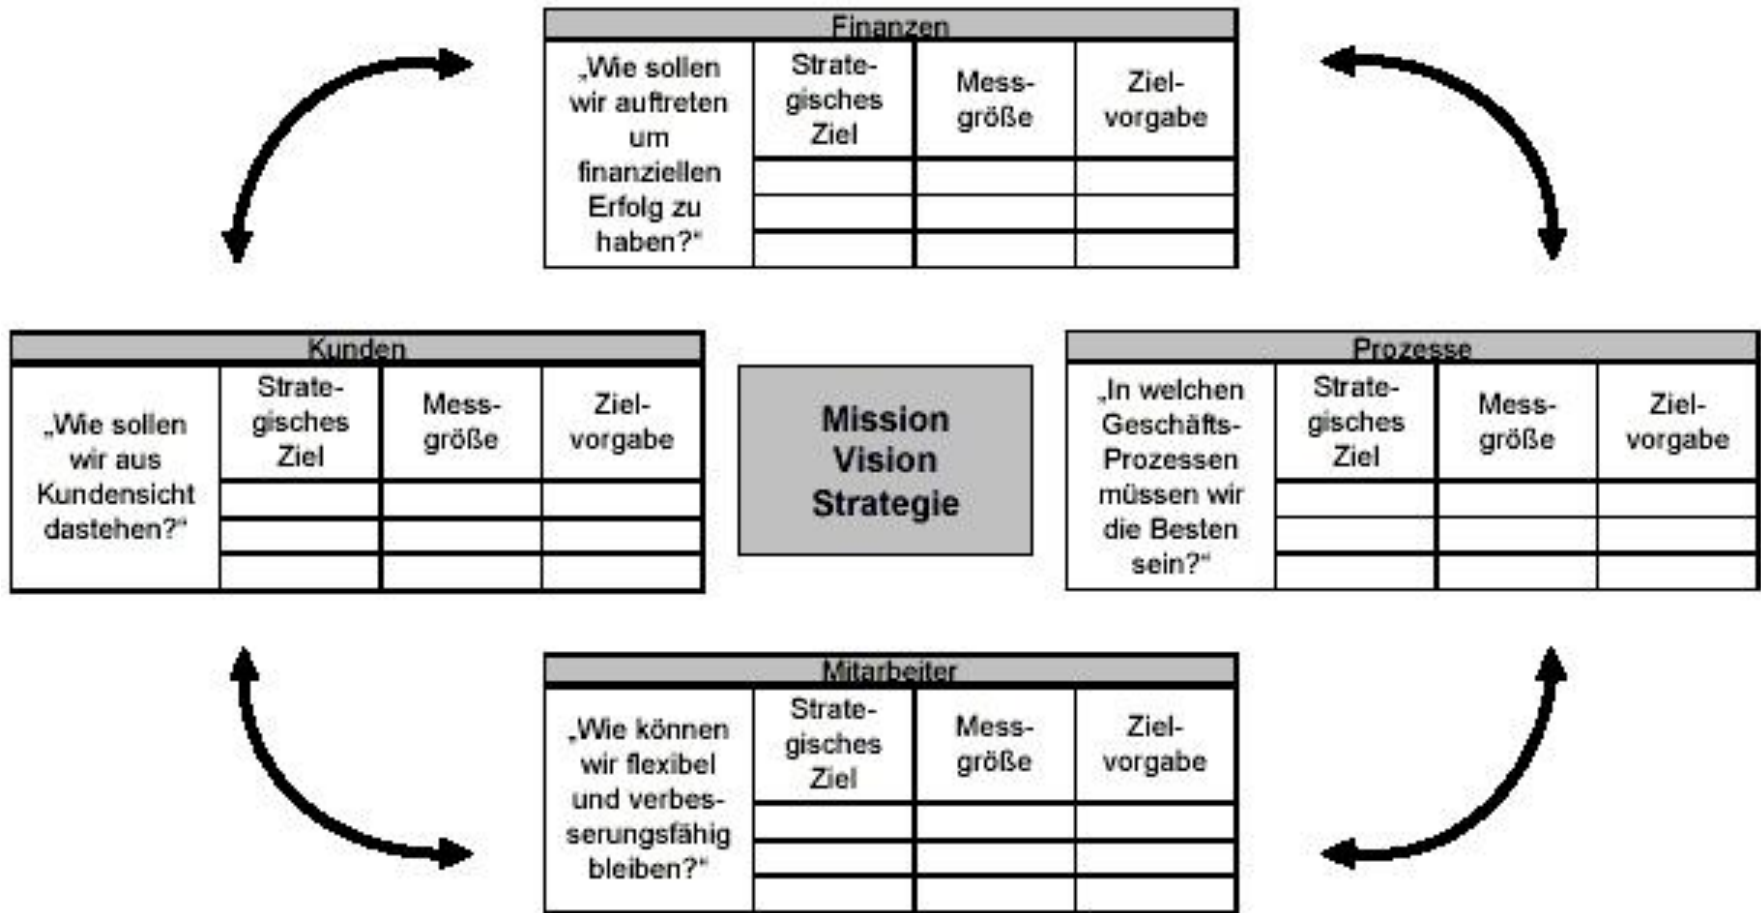 Finanzen
„Wie sollen
wir auftreten
um
finanziellen
Erfolg zu
haben?“
Strate-
gisches
Ziel
Mess-
größe
Ziel-
vorgabe
Kunden
„Wie sollen
wir aus
Kundensicht
dastehen?“
Strate-
gisches
Ziel
Mess-
größe
Ziel-
vorgabe
Mission
Vision
Strategie
Prozesse
„In welchen
Geschäfts-
Prozessen
müssen wir
die Besten
sein?“
Strate-
gisches
Ziel
Mess-
größe
Ziel-
vorgabe
Mitarbeiter
„Wie können
wir flexibel
und verbes-
serungsfähig
bleiben?“
Strate-
gisches
Ziel
Mess-
größe
Ziel-
vorgabe